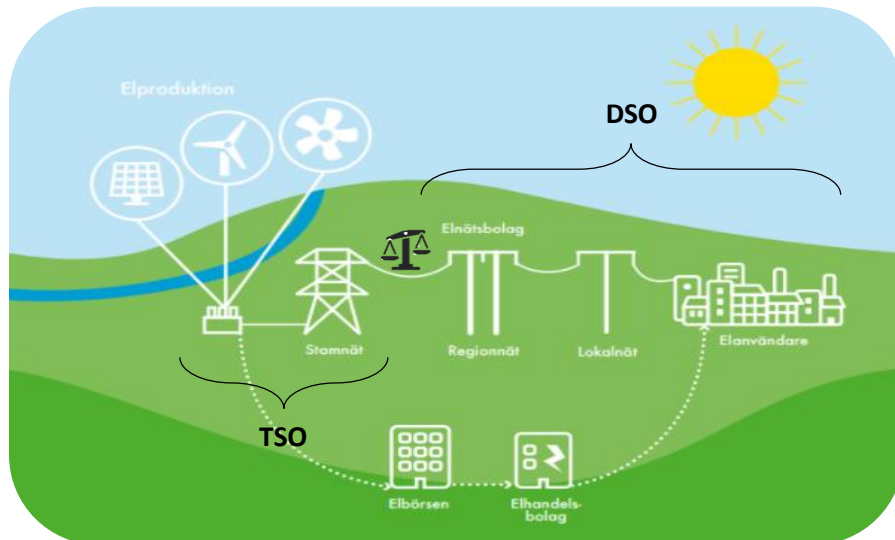 Elproduktion
DSO
Elnätsbolag
Stamnät
Regionnät
Lokalnät
Elanvändare
TSO
Elbörsen
Elhandels-
bolag